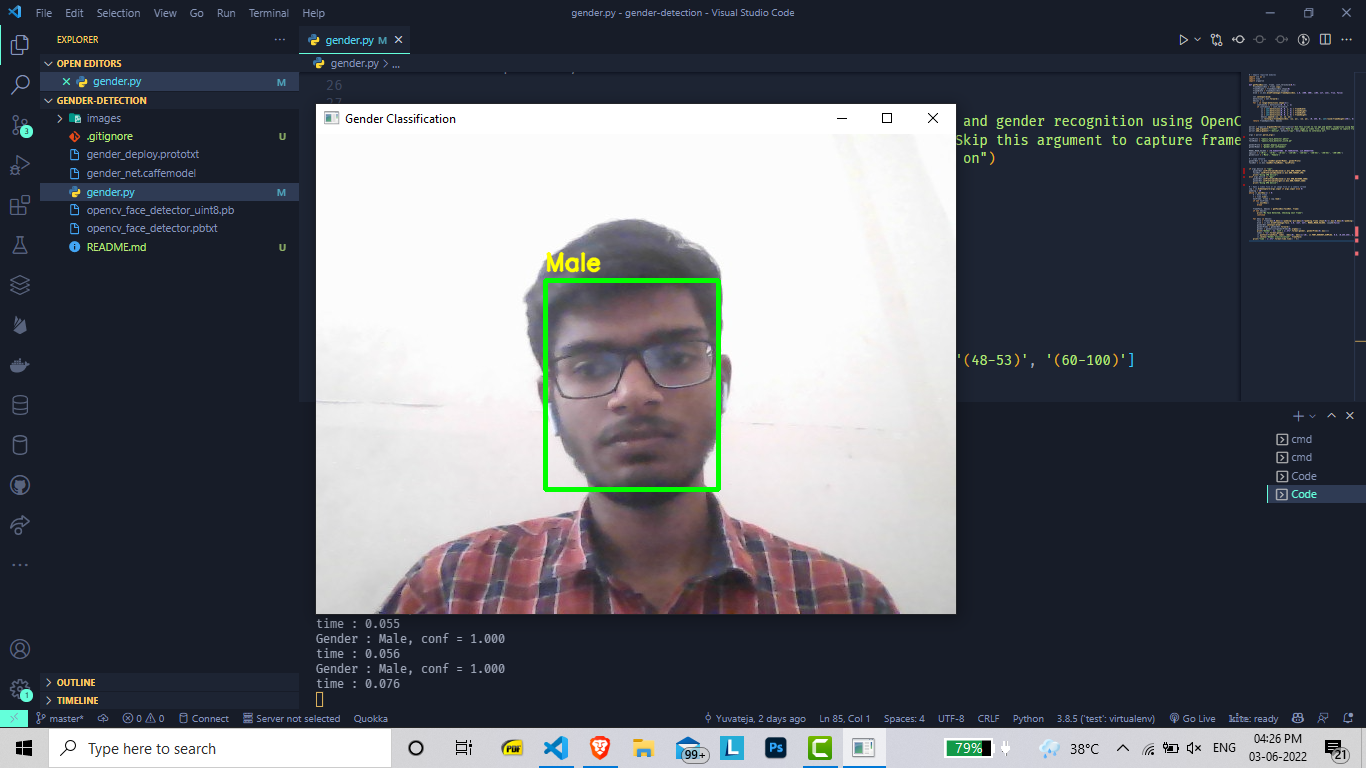 File Edit Selection View Go Run Terminal Help
gender.py - gender-detection - Visual Studio Code
EXPLORER
OPEN EDITORS
gender.py M
GENDER-DETECTION
images
.gitignore U
gender_deploy.prototxt
gender_net.caffemodel
gender.py M
opencv_face_detector_uint8.pb
opencv_face_detector.pbtxt
README.md U
OUTLINE
TIMELINE
3
1
gender.py M
gender.py > ...
26
and gender recognition using OpenC
Skip this argument to capture frame
on")
'(48-53)', '(60-100)']
Gender Classification
Male
cmd
cmd
Code
Code
time : 0.055
Gender : Male, conf = 1.000
time : 0.056
Gender : Male, conf = 1.000
time : 0.076
master* 0 0 Connect Server not selected Quokka
Yuvateja, 2 days ago Ln 85, Col 1 Spaces: 4 UTF-8 CRLF Python 3.8.5 ('test': virtualenv) Go Live kite: ready
Type here to search
PDF
99+
L
Ps
C
79%
38°C
ENG
04:26 PM
03-06-2022
21